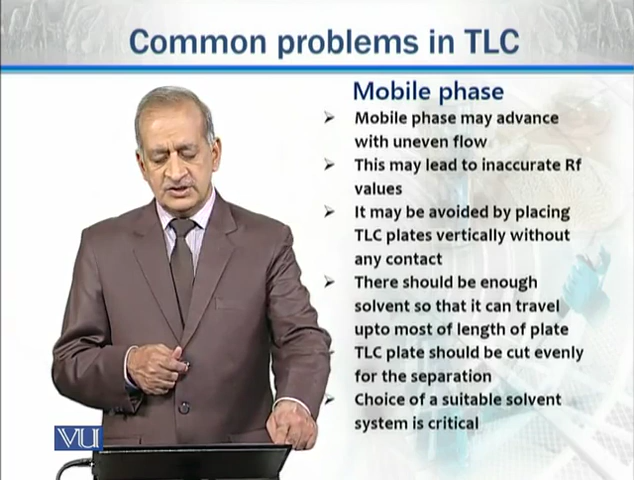 Common problems in TLC
Mobile phase
➤ Mobile phase may advance
with uneven flow
➤ This may lead to inaccurate Rf
values
➤ It may be avoided by placing
TLC plates vertically without
any contact
➤ There should be enough
solvent so that it can travel
upto most of length of plate
➤ TLC plate should be cut evenly
for the separation
➤ Choice of a suitable solvent
system is critical
VU